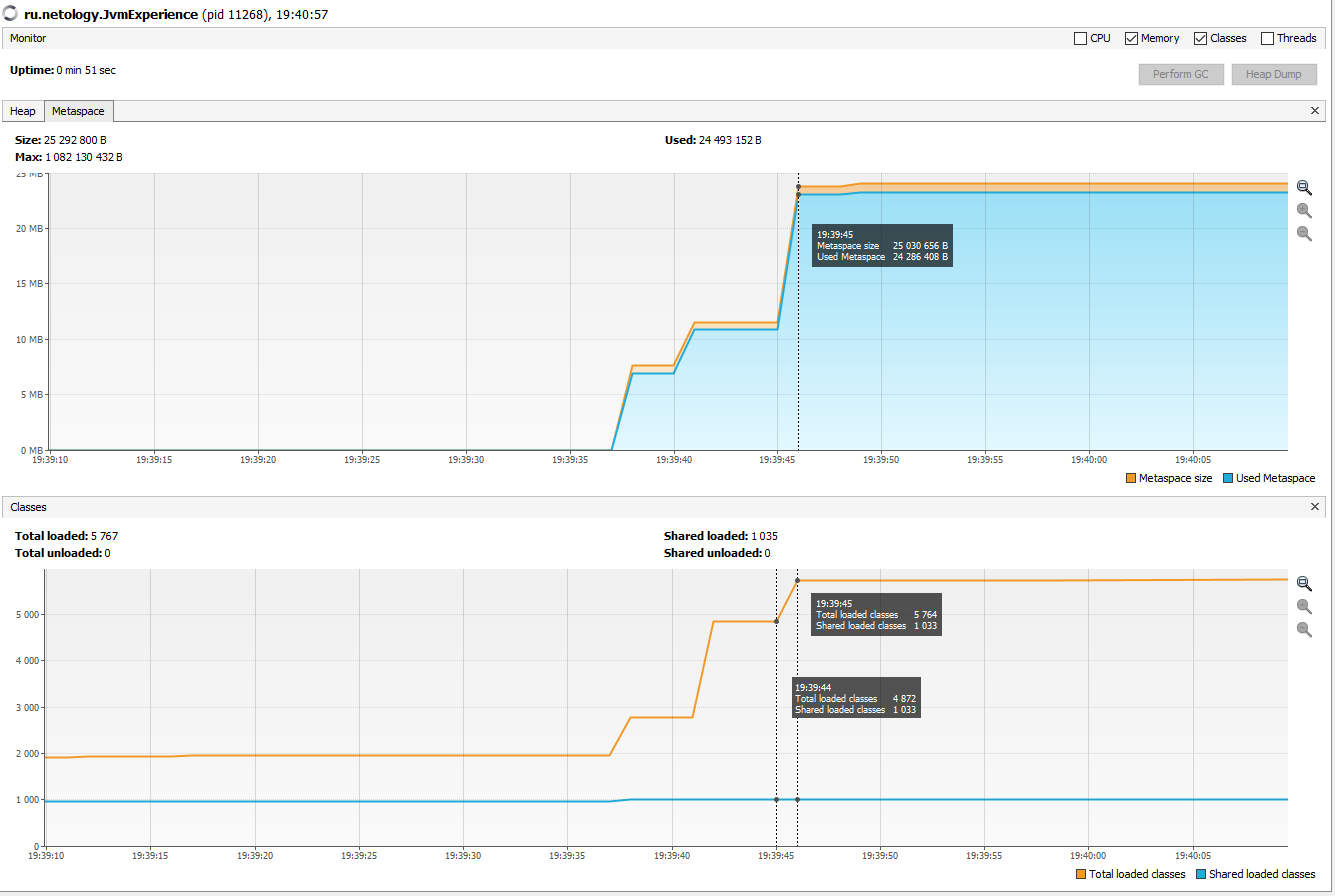 ru.netology.JvmExperience (pid 11268), 19:40:57
Monitor
CPU Memory Classes Threads
Uptime: 0 min 51 sec
Perform GC Heap Dump
Heap Metaspace
Size: 25 292 800 B Used: 24 493 152 B
Max: 1 082 130 432 B
25 MB
20 MB
15 MB
10 MB
5 MB
0 MB
19:39:45
Metaspace size 25 030 656 B
Used Metaspace 24 286 408 B
19:39:10 19:39:15 19:39:20 19:39:25 19:39:30 19:39:35 19:39:40 19:39:45 19:39:50 19:39:55 19:40:00 19:40:05
Metaspace size Used Metaspace
Classes
Total loaded: 5 767 Shared loaded: 1 035
Total unloaded: 0 Shared unloaded: 0
5 000
4 000
3 000
2 000
1 000
0
19:39:45
Total loaded classes 5 764
Shared loaded classes 1 033
19:39:44
Total loaded classes 4 872
Shared loaded classes 1 033
19:39:10 19:39:15 19:39:20 19:39:25 19:39:30 19:39:35 19:39:40 19:39:45 19:39:50 19:39:55 19:40:00 19:40:05
Total loaded classes Shared loaded classes